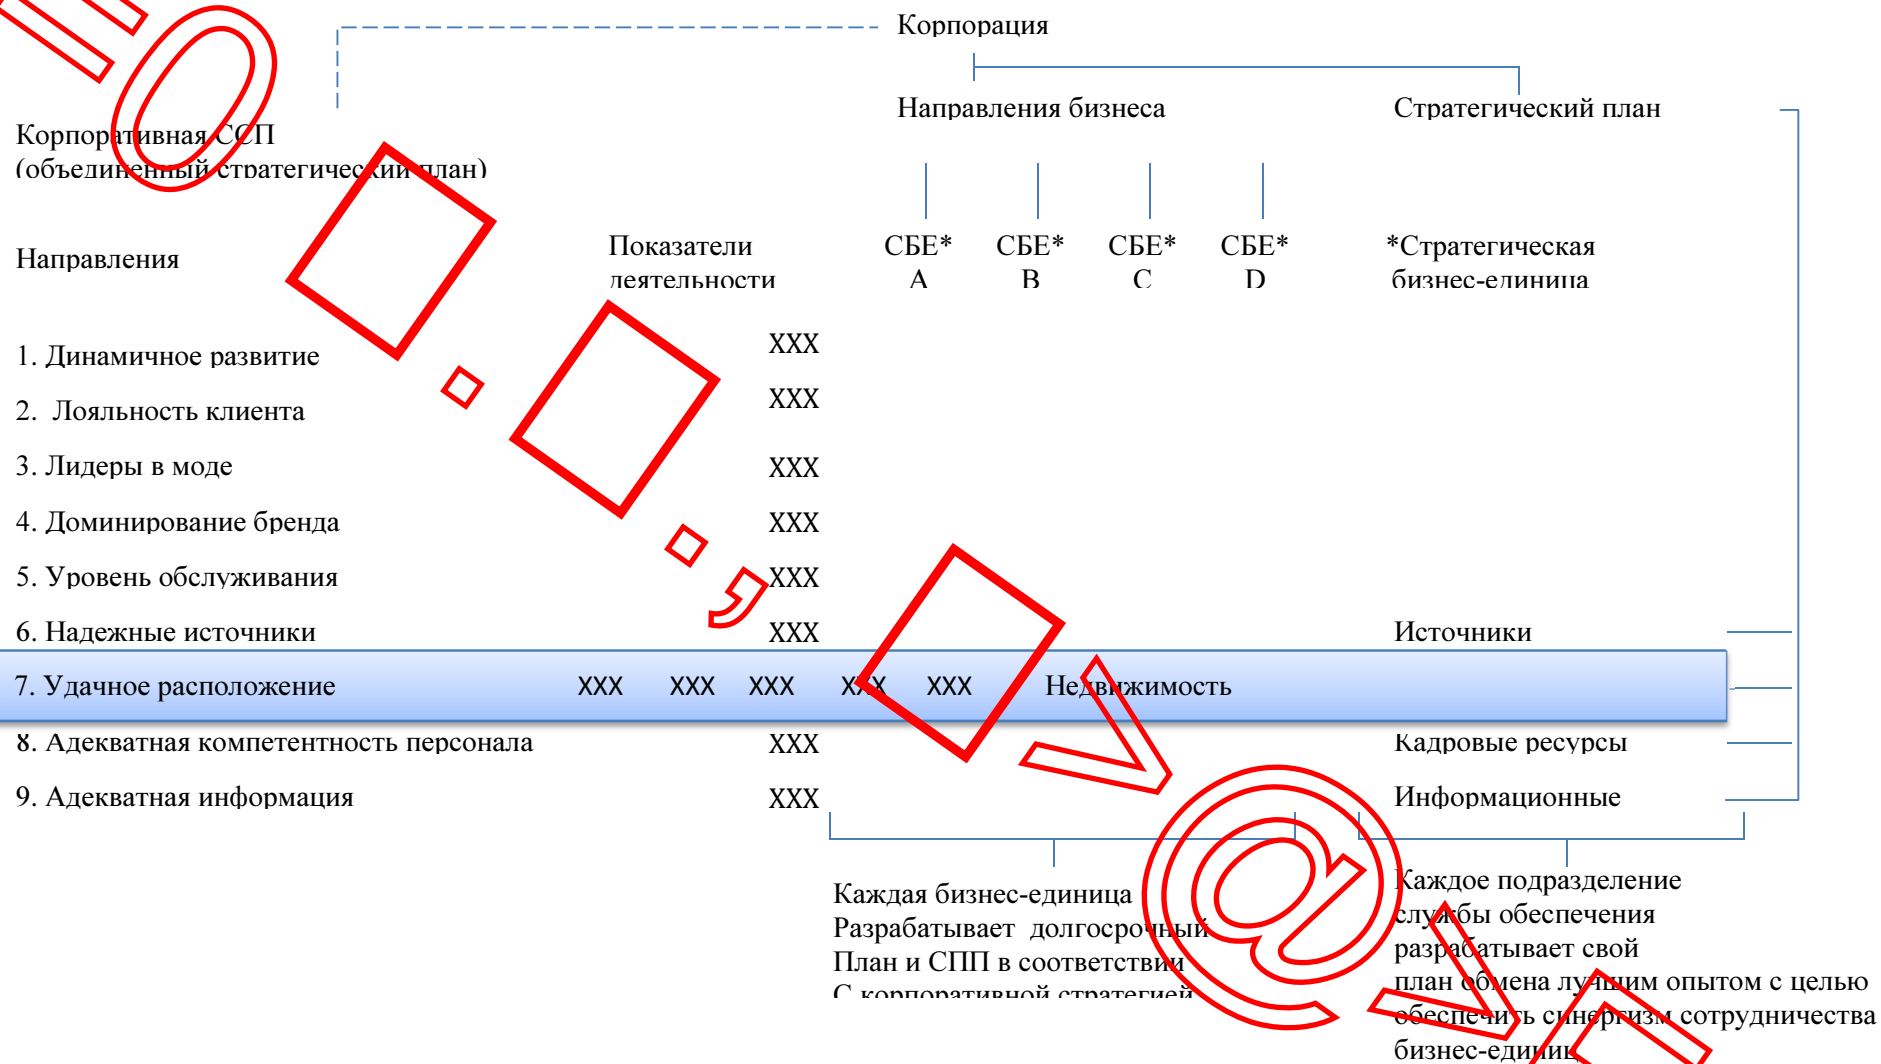 Корпорация
Направления бизнеса Стратегический план
Корпоративная ССП
(объединенный стратегический план)
Направления
Показатели
деятельности
СБЕ* СБЕ* СБЕ* СБЕ*
A B C D
*Стратегическая
бизнес-единица
1. Динамичное развитие XXX
2. Лояльность клиента XXX
3. Лидеры в моде XXX
4. Доминирование бренда XXX
5. Уровень обслуживания XXX
6. Надежные источники XXX Источники
7. Удачное расположение XXX XXX XXX XXX XXX Недвижимость
8. Адекватная компетентность персонала XXX Кадровые ресурсы
9. Адекватная информация XXX Информационные
Каждая бизнес-единица
Разрабатывает долгосрочный
План и СПП в соответствии
С корпоративной стратегией
Каждое подразделение
службы обеспечения
разрабатывает свой
план обмена лучшим опытом с целью
обеспечить синергизм сотрудничества
бизнес-единиц